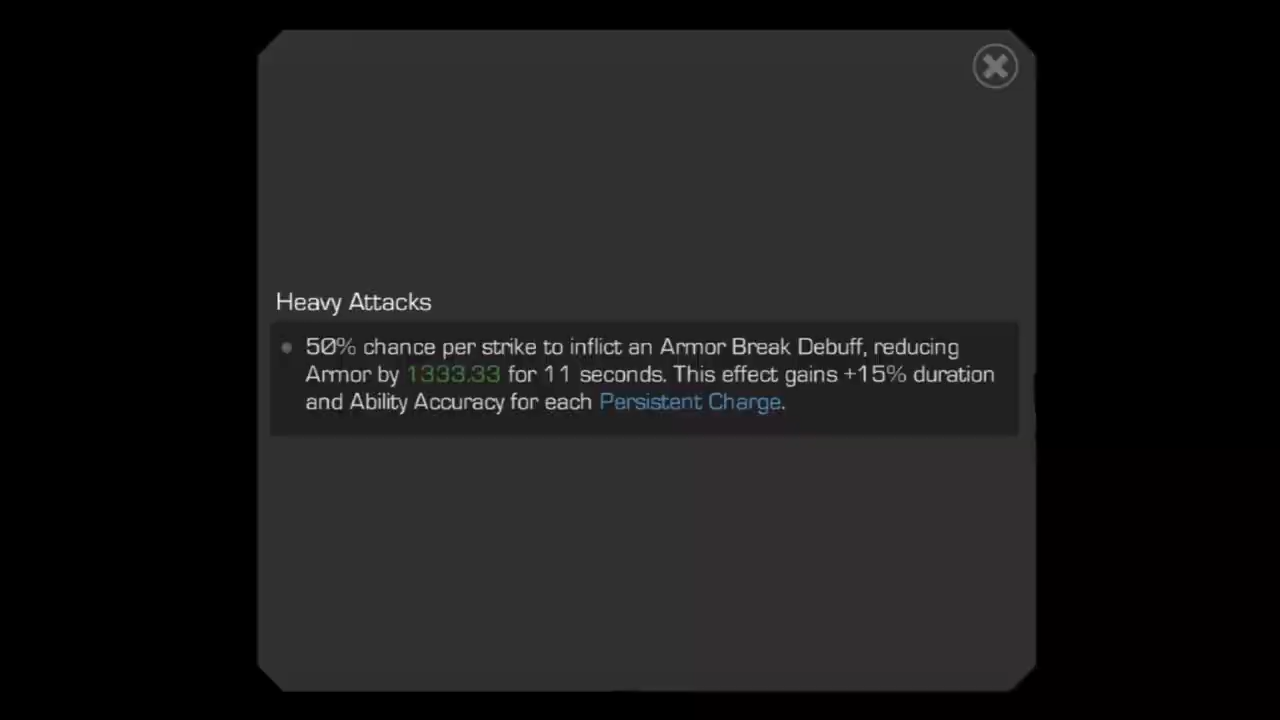 Heavy Attacks
50% chance per strike to inflict an Armor Break Debuff, reducing
Armor by 1333.33 for 11 seconds. This effect gains +15% duration
and Ability Accuracy for each Persistent Charge.